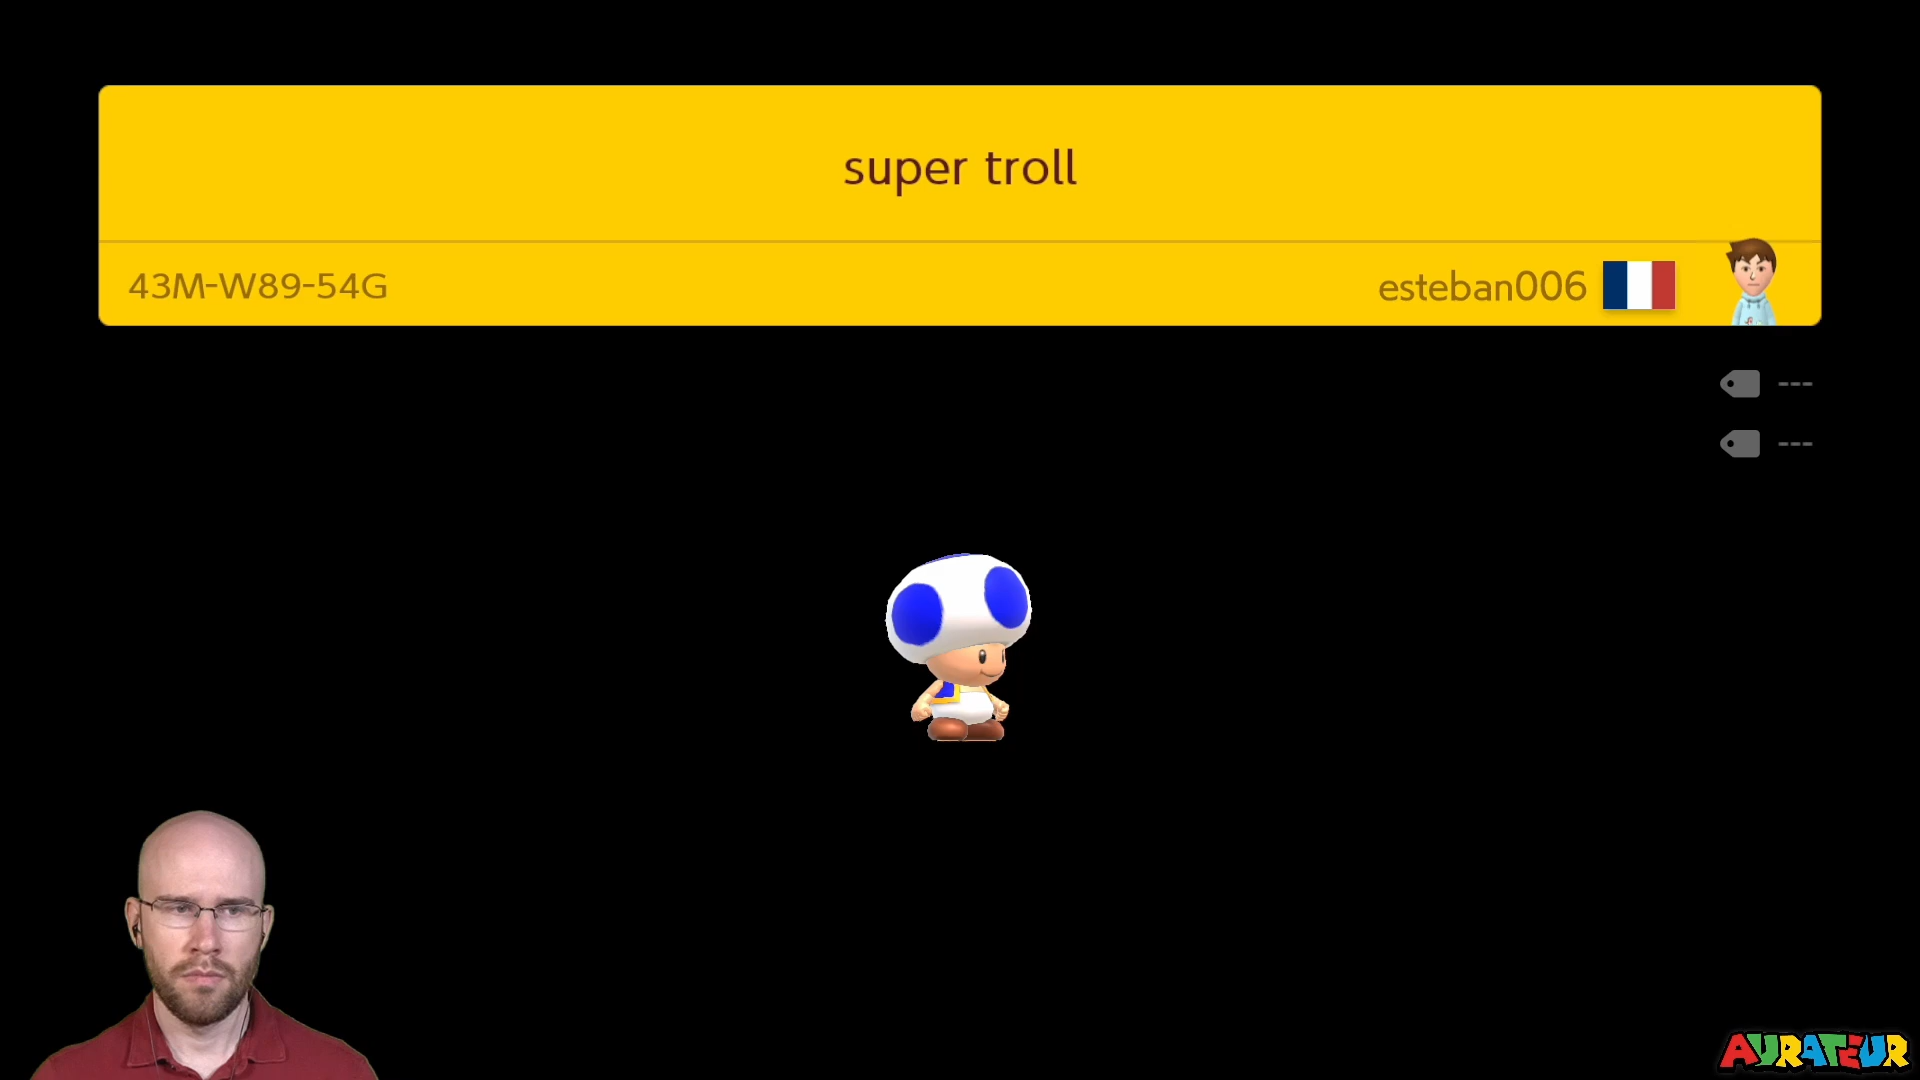 super troll
43M-W89-54G
esteban006
---
---
AURATEUR